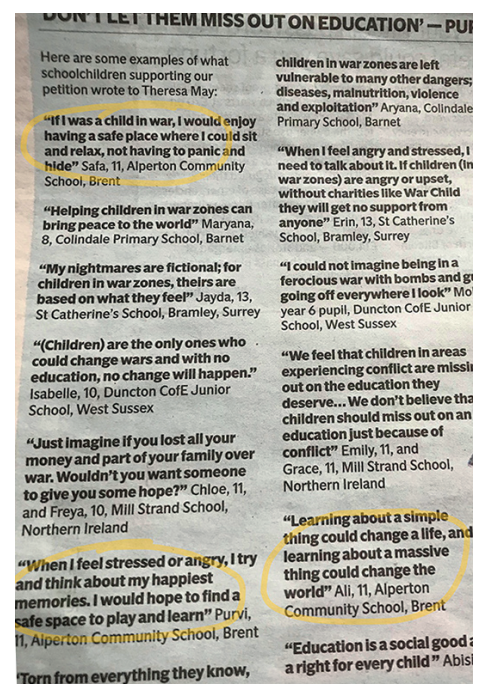 DON'T LET THEM MISS OUT ON EDUCATION' — PUR
Here are some examples of what
schoolchildren supporting our
petition wrote to Theresa May:
"If I was a child in war, I would enjoy
having a safe place where I could sit
and relax, not having to panic and
hide" Safa, 11, Alperton Community
School, Brent
"Helping children in war zones can
bring peace to the world" Maryana,
8, Colindale Primary School, Barnet
"My nightmares are fictional; for
children in war zones, theirs are
based on what they feel" Jayda, 13,
St Catherine's School, Bramley, Surrey
"(Children) are the only ones who
could change wars and with no
education, no change will happen."
Isabelle, 10, Duncton CofE Junior
School, West Sussex
"Just imagine if you lost all your
money and part of your family over
war. Wouldn't you want someone
to give you some hope?" Chloe, 11,
and Freya, 10, Mill Strand School,
Northern Ireland
"When I feel stressed or angry, I try
and think about my happiest
memories. I would hope to find a
safe space to play and learn" Purvi,
11, Alperton Community School, Brent
'Torn from everything they know,
children in war zones are left
vulnerable to many other dangers;
diseases, malnutrition, violence
and exploitation" Aryana, Colindale
Primary School, Barnet
"When I feel angry and stressed, I
need to talk about it. If children (in
war zones) are angry or upset,
without charities like War Child
they will get no support from
anyone" Erin, 13, St Catherine's
School, Bramley, Surrey
"I could not imagine being in a
ferocious war with bombs and gu
going off everywhere I look" Mo
year 6 pupil, Duncton CofE Junior
School, West Sussex
"We feel that children in areas
experiencing conflict are missin
out on the education they
deserve... We don't believe tha
children should miss out on an
education just because of
conflict" Emily, 11, and
Grace, 11, Mill Strand School,
Northern Ireland
"Learning about a simple
thing could change a life, and
learning about a massive
thing could change the
world" Ali, 11, Alperton
Community School, Brent
"Education is a social good a
a right for every child" Abis